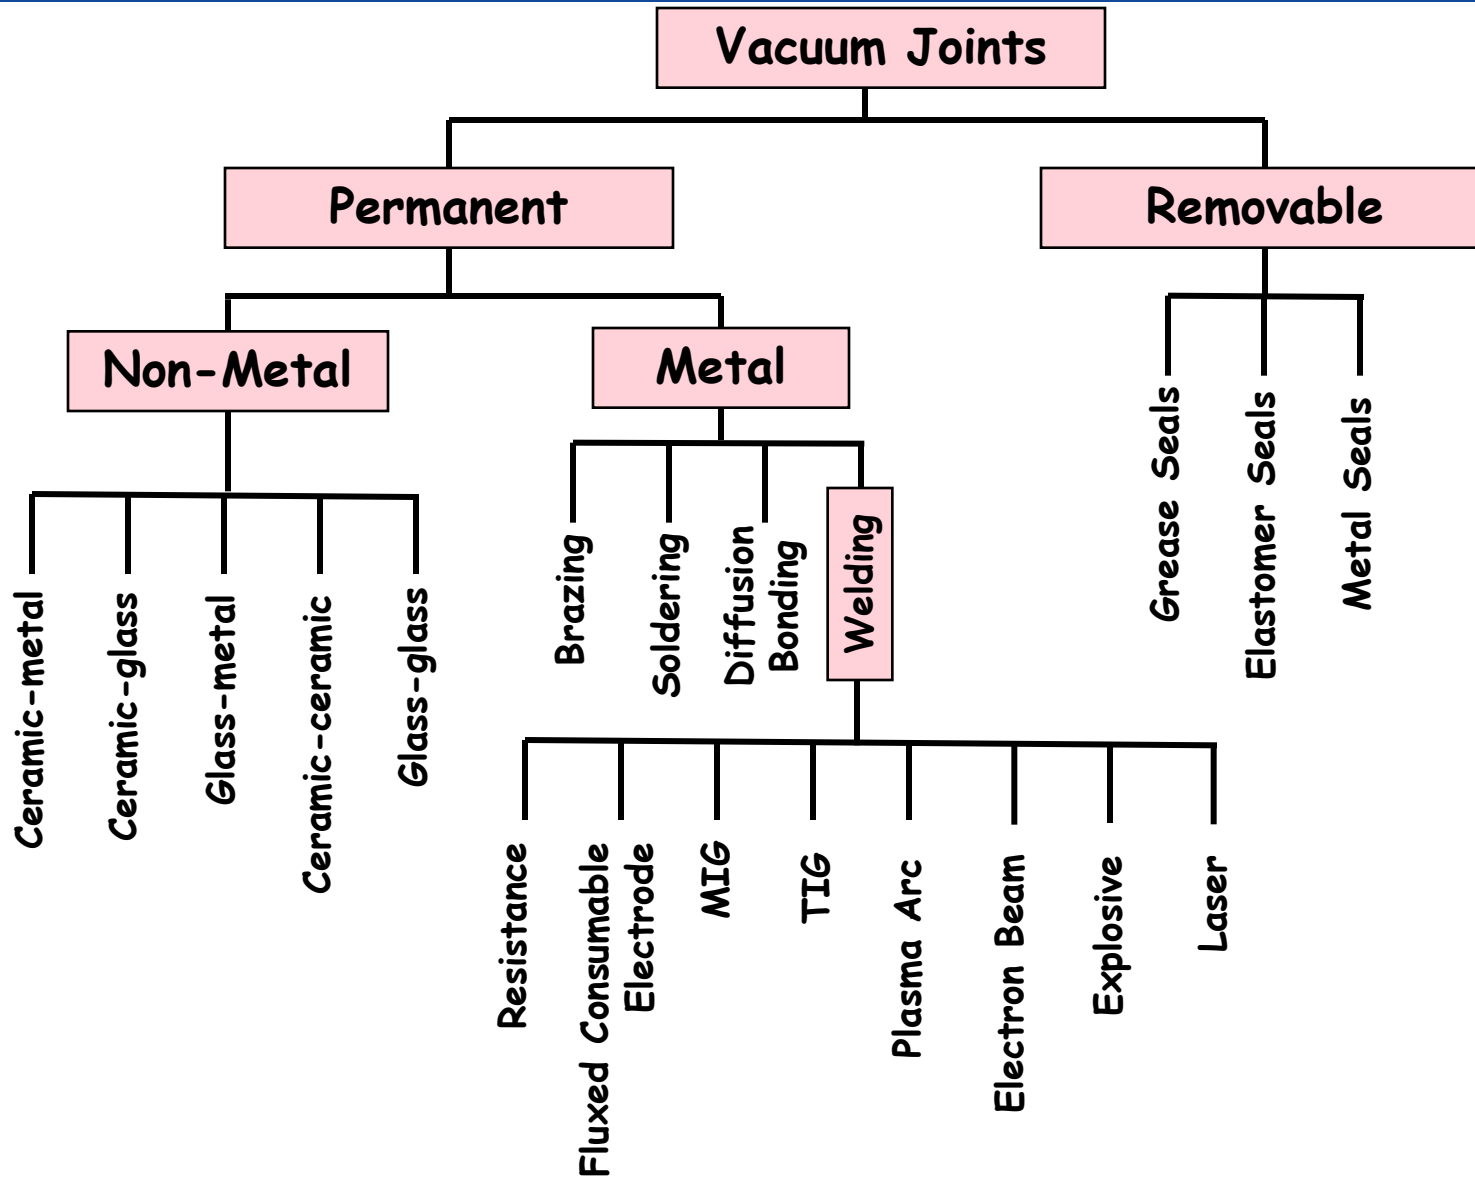 Vacuum Joints
Permanent
Removable
Non-Metal
Metal
Ceramic-metal
Ceramic-glass
Glass-metal
Ceramic-ceramic
Glass-glass
Brazing
Soldering
Diffusion
Bonding
Welding
Grease Seals
Elastomer Seals
Metal Seals
Resistance
Fluxed Consumable
Electrode
MIG
TIG
Plasma Arc
Electron Beam
Explosive
Laser